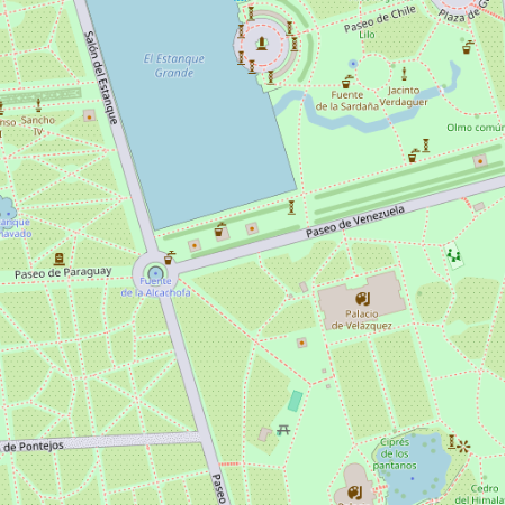 Paseo de Chile
Plaza de G
Lilo
El Estanque
Grande
Salón del Estanque
Fuente
de la Sardana
Jacinto
Verdaguer
onso
Sancho
IV
Olmo común
anque
havado
Paseo de Venezuela
Paseo de Paraguay
Fuente
de la Alcachofa
Palacio
de Velázquez
de Pontejos
Ciprés
de los
pantanos
Paseo
Cedro
del Himala